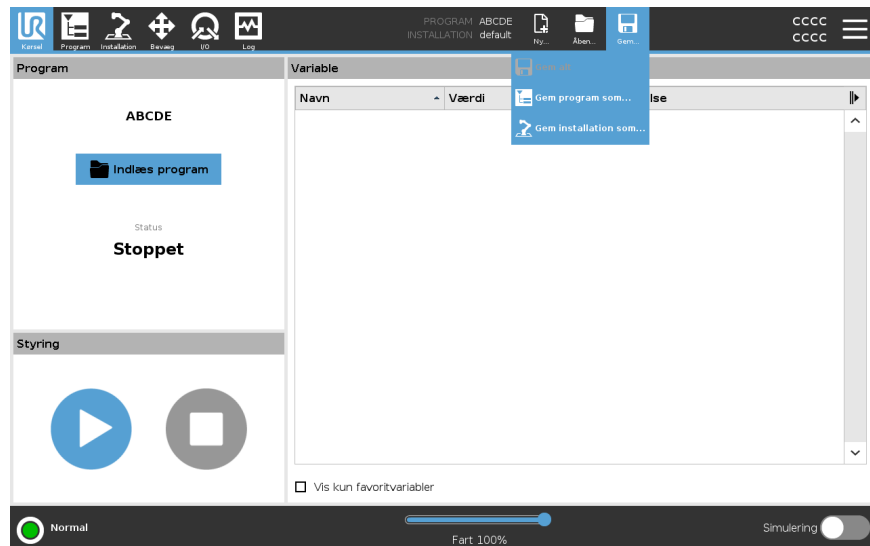 PROGRAM ABCDE
INSTALLATION default
CCCC
CCCC
Kørsel
Program
Installation
Bevæg
I/O
Log
Ny...
Åben...
Gem...
Program
Variable
Gem program som...
Gem installation som...
Navn
Værdi
lse
ABCDE
Indlæs program
Status
Stoppet
Styring
Vis kun favoritvariabler
Normal
Fart 100%
Simulering